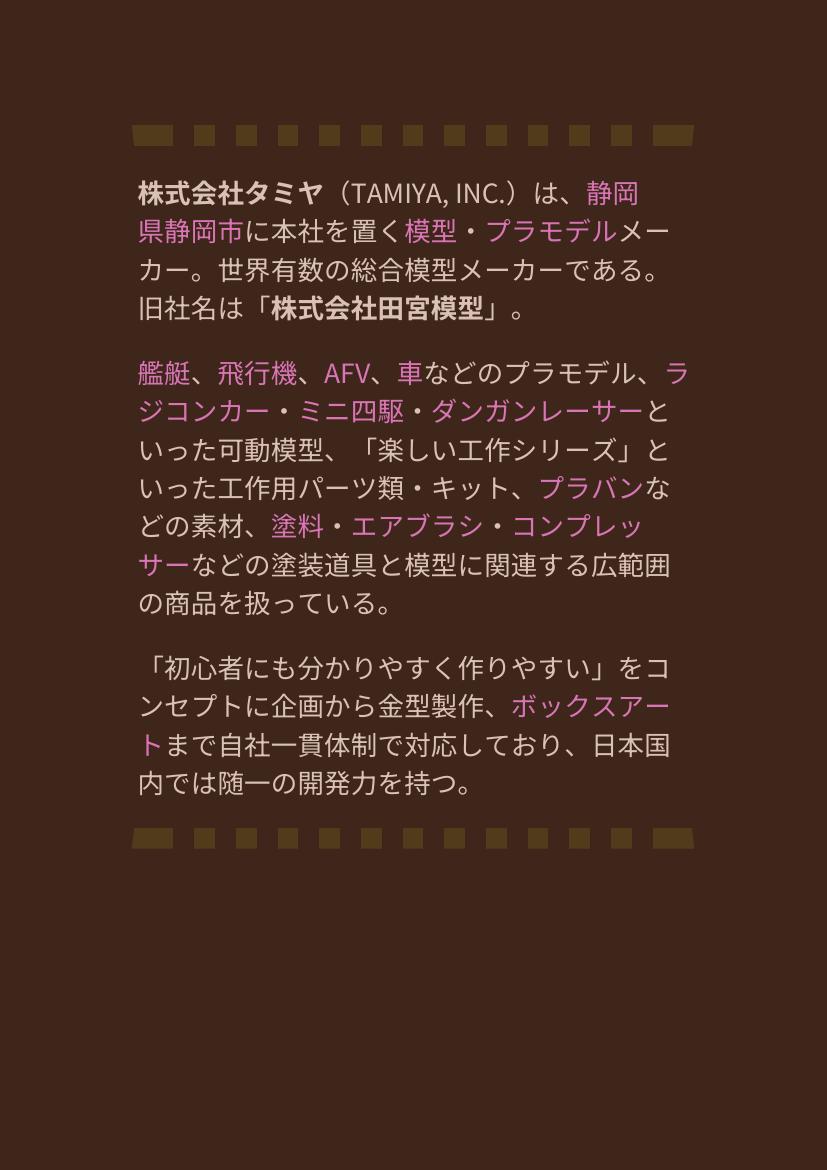 株式会社タミヤ（TAMIYA, INC.）は、静岡
県静岡市に本社を置く模型・プラモデルメー
カー。世界有数の総合模型メーカーである。
旧社名は「株式会社田宮模型」。
艦艇、飛行機、AFV、車などのプラモデル、ラ
ジコンカー・ミニ四駆・ダンガンレーサーと
いった可動模型、「楽しい工作シリーズ」と
いった工作用パーツ類・キット、プラバンな
どの素材、塗料・エアブラシ・コンプレッ
サーなどの塗装道具と模型に関連する広範囲
の商品を扱っている。
「初心者にも分かりやすく作りやすい」をコ
ンセプトに企画から金型製作、ボックスアー
トまで自社一貫体制で対応しており、日本国
内では随一の開発力を持つ。